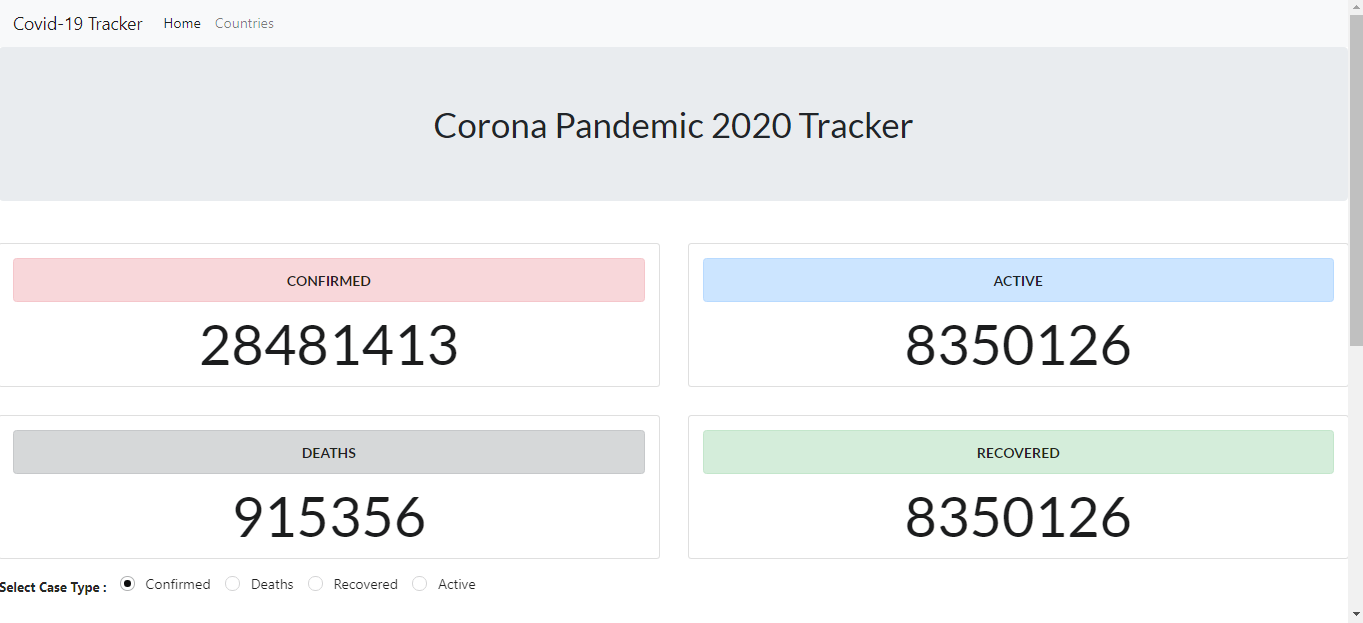 Covid-19 Tracker Home Countries
Corona Pandemic 2020 Tracker
CONFIRMED
28481413
ACTIVE
8350126
DEATHS
915356
RECOVERED
8350126
Select Case Type : Confirmed Deaths Recovered Active